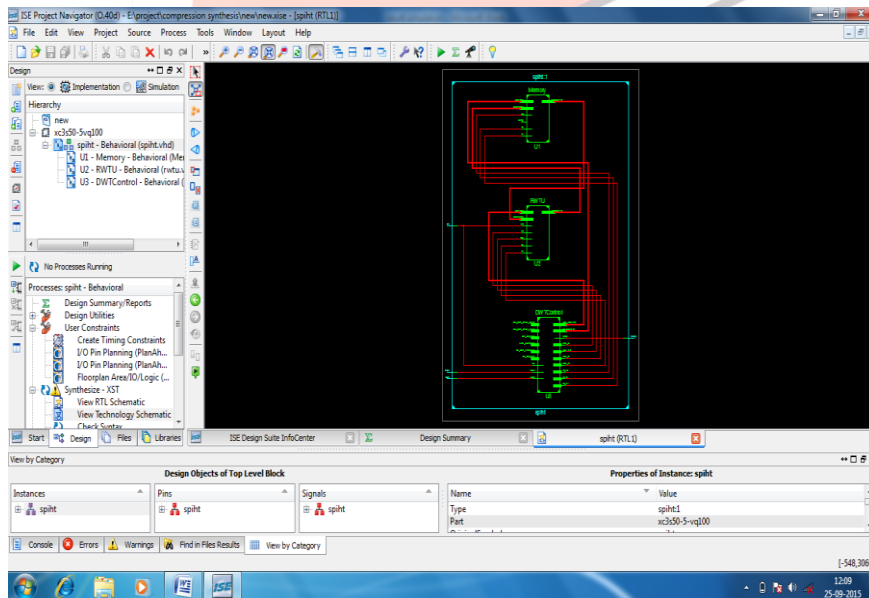 ISE Project Navigator (O.40d) - E:\project\compression synthesis\new\new.xise - [spiht (RTL1)]
File Edit View Project Source Process Tools Window Layout Help
Design
View: Implementation Simulation
Hierarchy
new
xc3s50-5vq100
spiht - Behavioral (spiht.vhd)
U1 - Memory - Behavioral (Mer
U2 - RWTU - Behavioral (rwtu.v
U3 - DWTControl - Behavioral (
No Processes Running
Processes: spiht - Behavioral
Design Summary/Reports
Design Utilities
User Constraints
Create Timing Constraints
I/O Pin Planning (PlanAh...
I/O Pin Planning (PlanAh...
Floorplan Area/IO/Logic (...
Synthesize - XST
View RTL Schematic
View Technology Schematic
Check Syntax
spiht:1
Memory
U1
RWTU
U2
DWTControl
U3
spiht
Start Design Files Libraries
ISE Design Suite InfoCenter
Design Summary
spiht (RTL1)
View by Category
Design Objects of Top Level Block
Properties of Instance: spiht
Instances
Pins
Signals
Name
Value
spiht
spiht
spiht
Type
spiht:1
Part
xc3s50-5-vq100
Console Errors Warnings Find in Files Results View by Category
[-548,306
ISE
12:09
25-09-2015